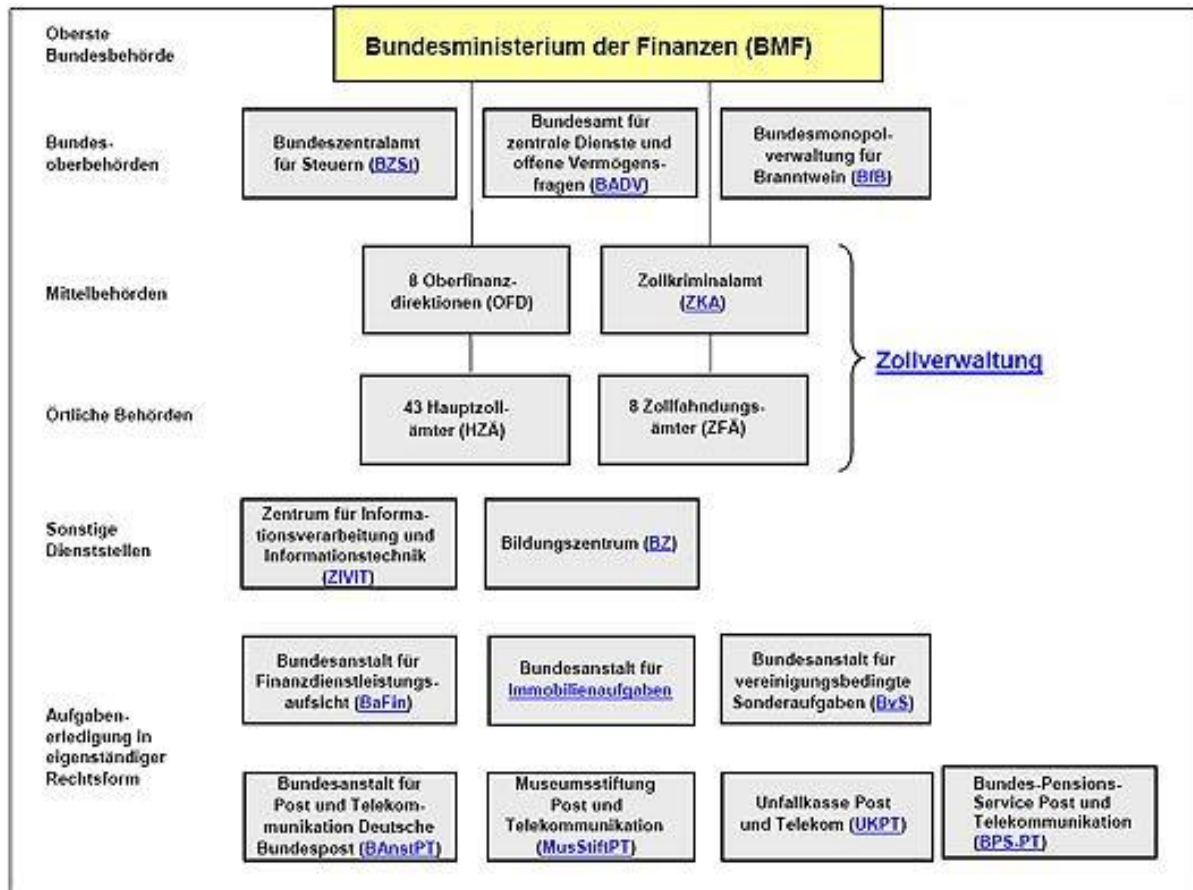 Oberste
Bundesbehörde
Bundesministerium der Finanzen (BMF)
Bundes-
oberbehörden
Bundeszentralamt
für Steuern (BZSt)
Bundesamt für
zentrale Dienste und
offene Vermögens-
fragen (BADV)
Bundesmonopol-
verwaltung für
Branntwein (BfB)
Mittelbehörden
8 Oberfinanz-
direktionen (OFD)
Zollkriminalamt
(ZKA)
Zollverwaltung
Örtliche Behörden
43 Hauptzoll-
ämter (HZÄ)
8 Zollfahndungs-
ämter (ZFÄ)
Sonstige
Dienststellen
Zentrum für Informa-
tionsverarbeitung und
Informationstechnik
(ZIVIT)
Bildungszentrum (BZ)
Aufgaben-
erledigung in
eigenständiger
Rechtsform
Bundesanstalt für
Finanzdienstleistungs-
aufsicht (BaFin)
Bundesanstalt für
Immobilienaufgaben
Bundesanstalt für
vereinigungsbedingte
Sonderaufgaben (BvS)
Bundesanstalt für
Post und Telekom-
munikation Deutsche
Bundespost (BAnstPT)
Museumsstiftung
Post und
Telekommunikation
(MusStiftPT)
Unfallkasse Post
und Telekom (UKPT)
Bundes-Pensions-
Service Post und
Telekommunikation
(BPS-PT)